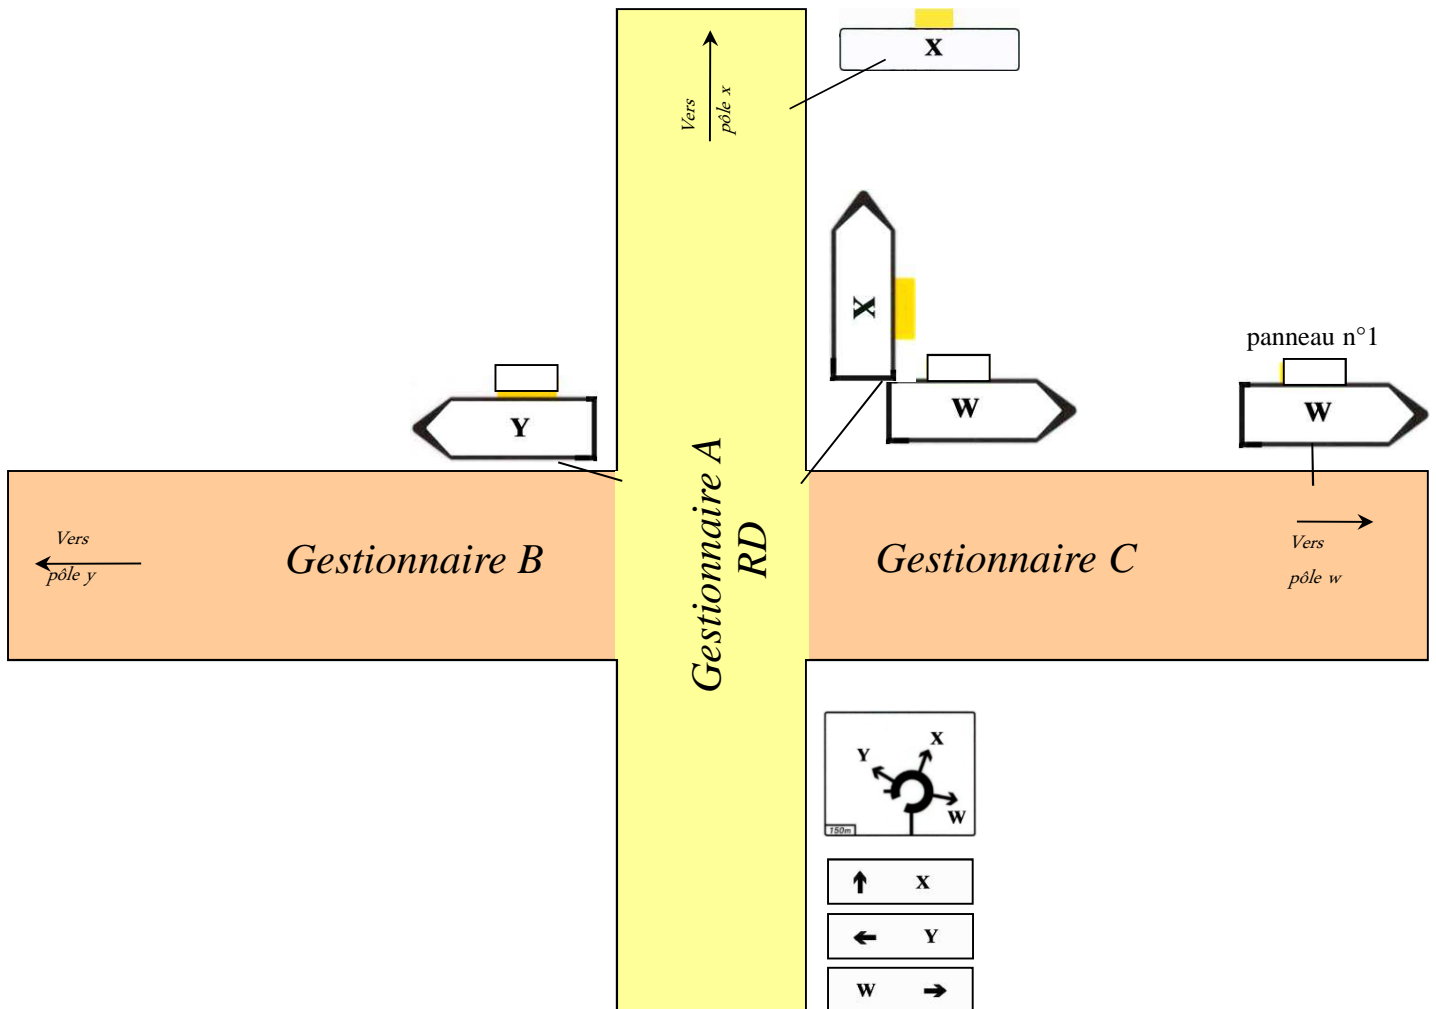 X
Vers
pôle x
X
panneau n°1
Y
W
W
Gestionnaire A
RD
Vers
pôle y
Gestionnaire B
Gestionnaire C
Vers
pôle w
Y
X
W
150m
X
Y
W